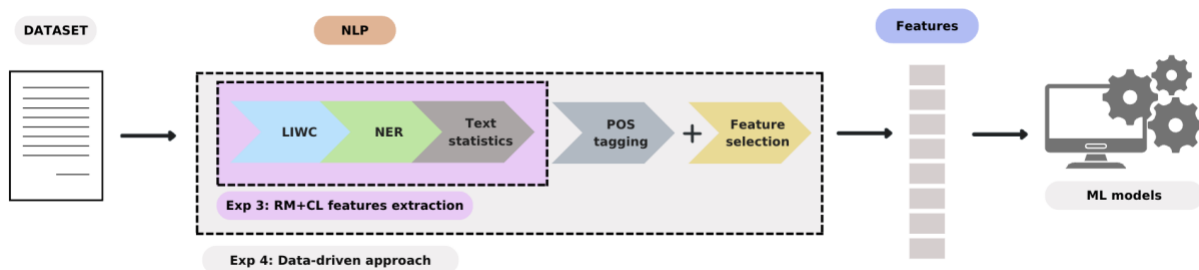 DATASET
NLP
Features
LIWC
NER
Text
statistics
POS
tagging
+
Feature
selection
Exp 3: RM+CL features extraction
Exp 4: Data-driven approach
ML models